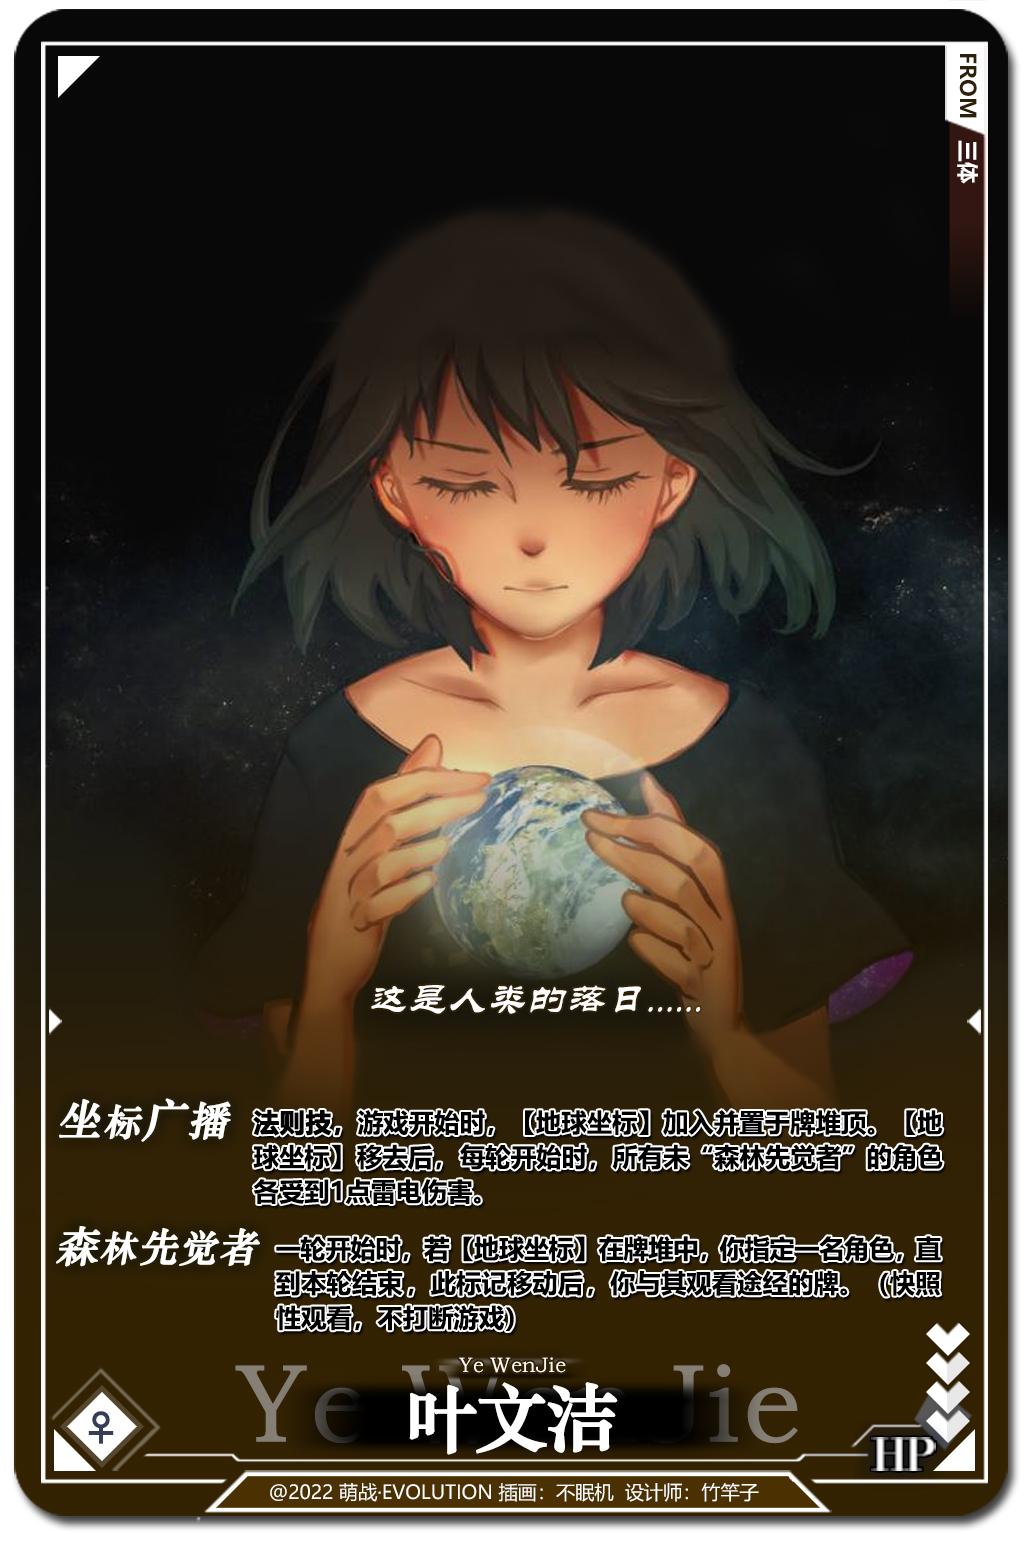 FROM
三体
这是人类的落日……
坐标广播
法则技，游戏开始时，【地球坐标】加入并置于牌堆顶。【地
球坐标】移去后，每轮开始时，所有未“森林先觉者”的角色
各受到1点雷电伤害。
森林先觉者
一轮开始时，若【地球坐标】在牌堆中，你指定一名角色，直
到本轮结束，此标记移动后，你与其观看途经的牌。（快照
性观看，不打断游戏）
Ye WenJie
Ye WenJie
叶文洁
HP
@2022 萌战·EVOLUTION 插画：不眠机 设计师：竹竿子